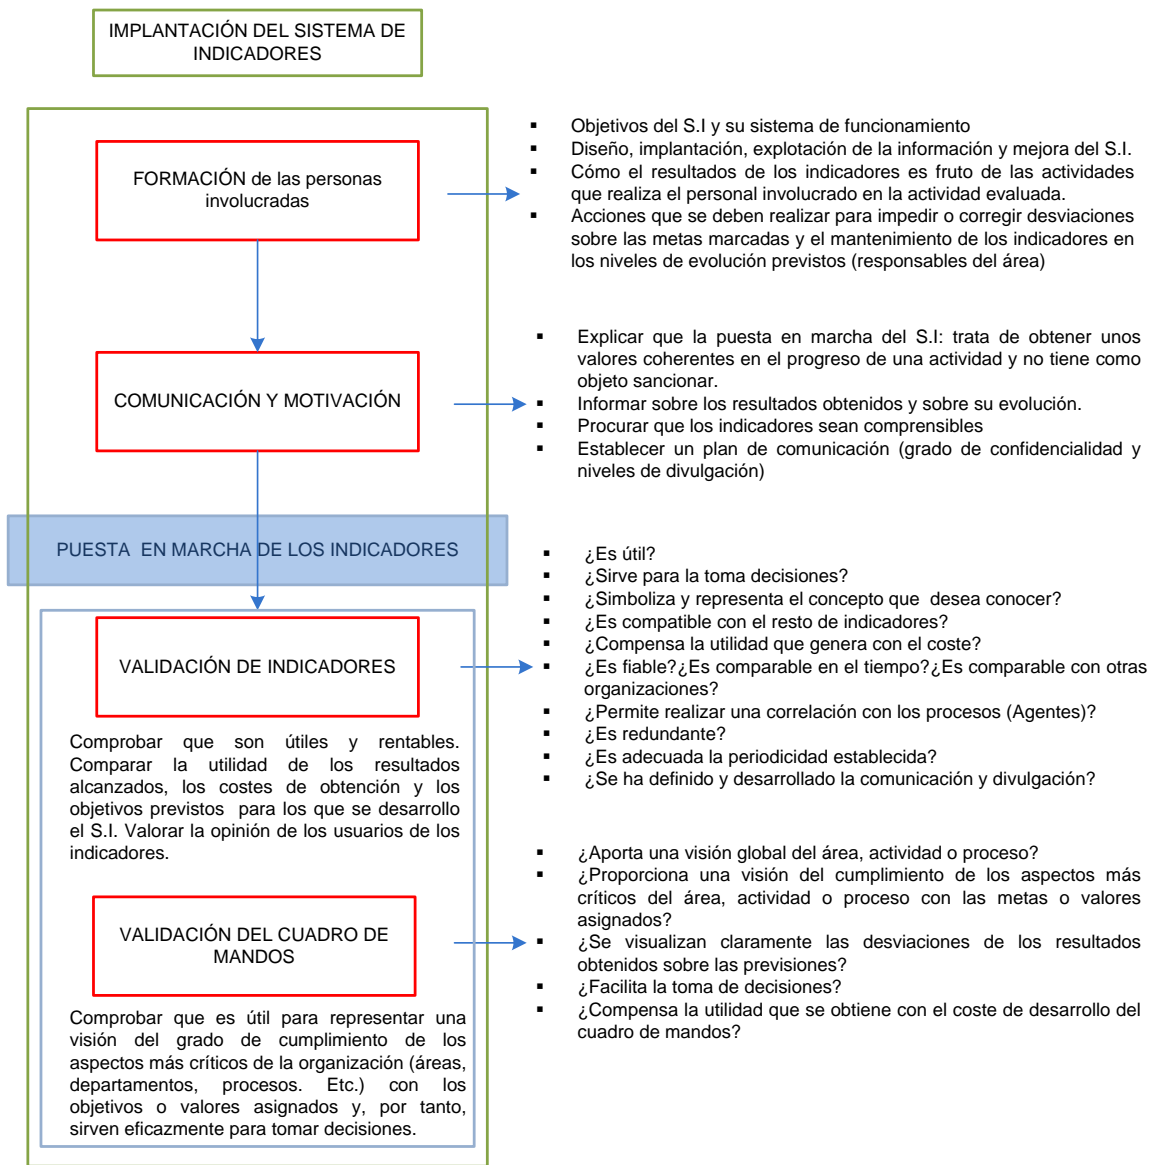 IMPLANTACIÓN DEL SISTEMA DE
INDICADORES
FORMACIÓN de las personas
involucradas
▪ Objetivos del S.I y su sistema de funcionamiento
▪ Diseño, implantación, explotación de la información y mejora del S.I.
▪ Cómo el resultados de los indicadores es fruto de las actividades
que realiza el personal involucrado en la actividad evaluada.
▪ Acciones que se deben realizar para impedir o corregir desviaciones
sobre las metas marcadas y el mantenimiento de los indicadores en
los niveles de evolución previstos (responsables del área)
COMUNICACIÓN Y MOTIVACIÓN
▪ Explicar que la puesta en marcha del S.I: trata de obtener unos
valores coherentes en el progreso de una actividad y no tiene como
objeto sancionar.
▪ Informar sobre los resultados obtenidos y sobre su evolución.
▪ Procurar que los indicadores sean comprensibles
▪ Establecer un plan de comunicación (grado de confidencialidad y
niveles de divulgación)
PUESTA EN MARCHA DE LOS INDICADORES
VALIDACIÓN DE INDICADORES
▪ ¿Es útil?
▪ ¿Sirve para la toma decisiones?
▪ ¿Simboliza y representa el concepto que desea conocer?
▪ ¿Es compatible con el resto de indicadores?
▪ ¿Compensa la utilidad que genera con el coste?
▪ ¿Es fiable?¿Es comparable en el tiempo?¿Es comparable con otras
organizaciones?
▪ ¿Permite realizar una correlación con los procesos (Agentes)?
▪ ¿Es redundante?
▪ ¿Es adecuada la periodicidad establecida?
▪ ¿Se ha definido y desarrollado la comunicación y divulgación?
Comprobar que son útiles y rentables.
Comparar la utilidad de los resultados
alcanzados, los costes de obtención y los
objetivos previstos para los que se desarrollo
el S.I. Valorar la opinión de los usuarios de los
indicadores.
VALIDACIÓN DEL CUADRO DE
MANDOS
▪ ¿Aporta una visión global del área, actividad o proceso?
▪ ¿Proporciona una visión del cumplimiento de los aspectos más
críticos del área, actividad o proceso con las metas o valores
asignados?
▪ ¿Se visualizan claramente las desviaciones de los resultados
obtenidos sobre las previsiones?
▪ ¿Facilita la toma de decisiones?
▪ ¿Compensa la utilidad que se obtiene con el coste de desarrollo del
cuadro de mandos?
Comprobar que es útil para representar una
visión del grado de cumplimiento de los
aspectos más críticos de la organización (áreas,
departamentos, procesos. Etc.) con los
objetivos o valores asignados y, por tanto,
sirven eficazmente para tomar decisiones.